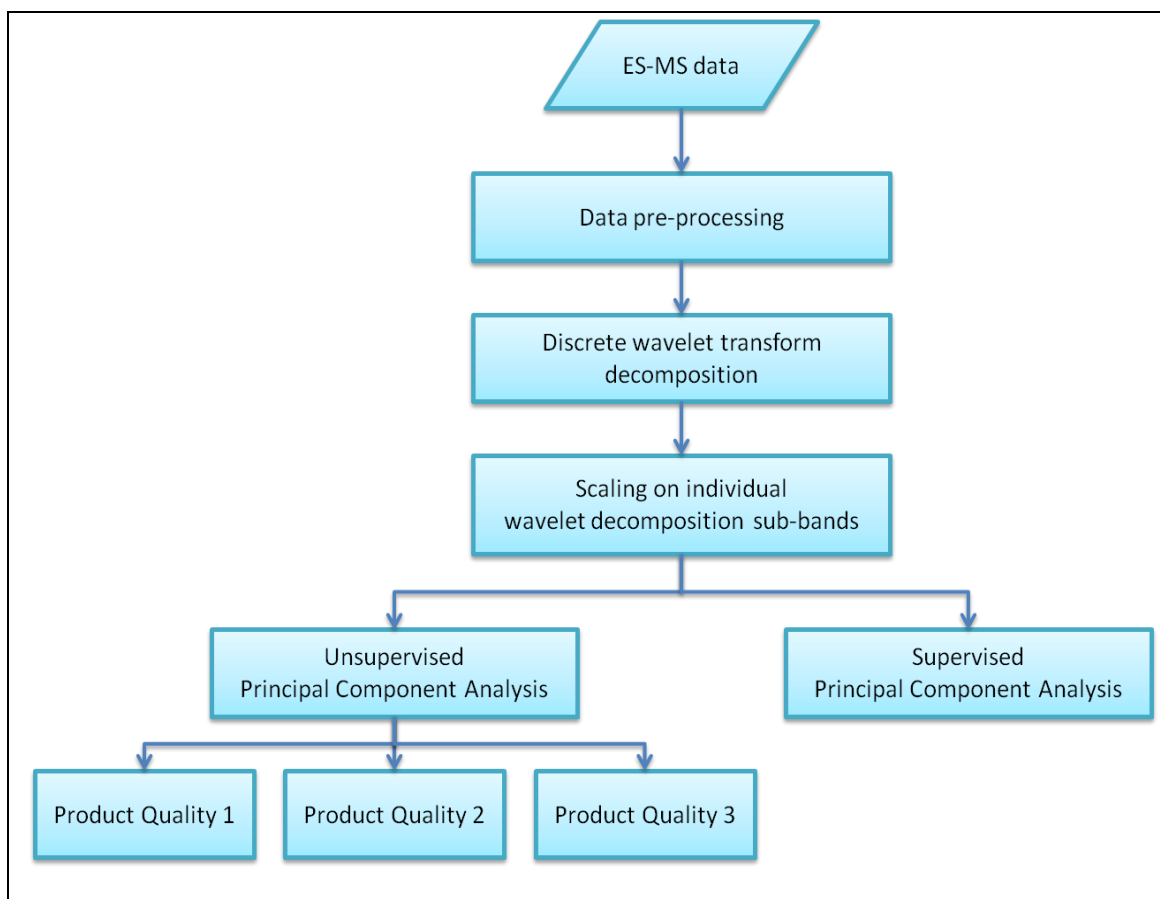 ES-MS data
Data pre-processing
Discrete wavelet transform
decomposition
Scaling on individual
wavelet decomposition sub-bands
Unsupervised
Principal Component Analysis
Supervised
Principal Component Analysis
Product Quality 1
Product Quality 2
Product Quality 3